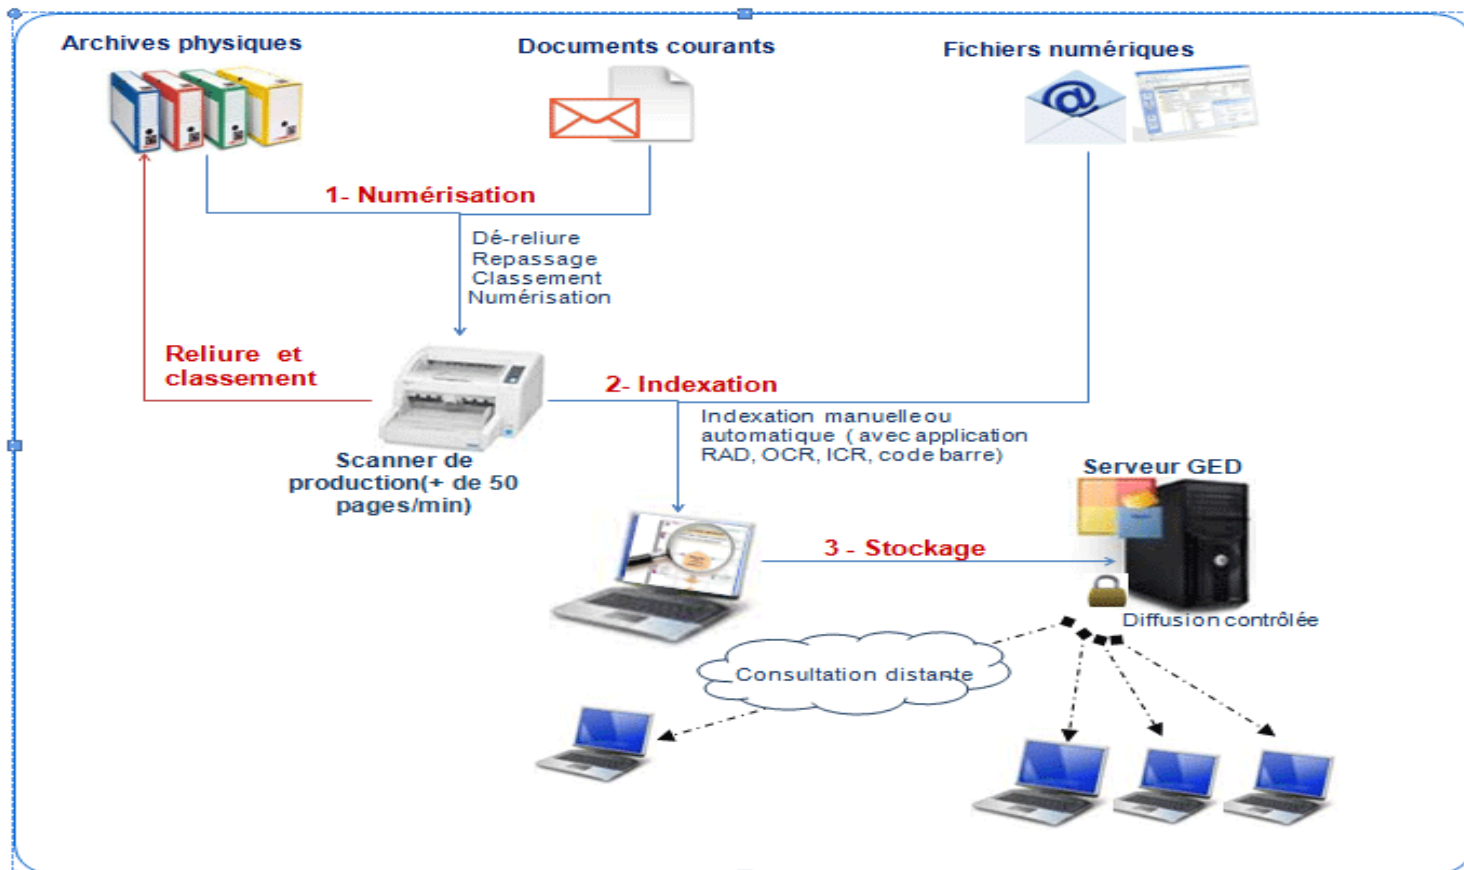 Archives physiques
Documents courants
Fichiers numériques
1- Numérisation
Dé-reliure
Repassage
Classement
Numérisation
Reliure et
classement
2- Indexation
Indexation manuelle ou
automatique ( avec application
RAD, OCR, ICR, code barre)
Scanner de
production(+ de 50
pages/min)
Serveur GED
3 - Stockage
Diffusion contrôlée
Consultation distante